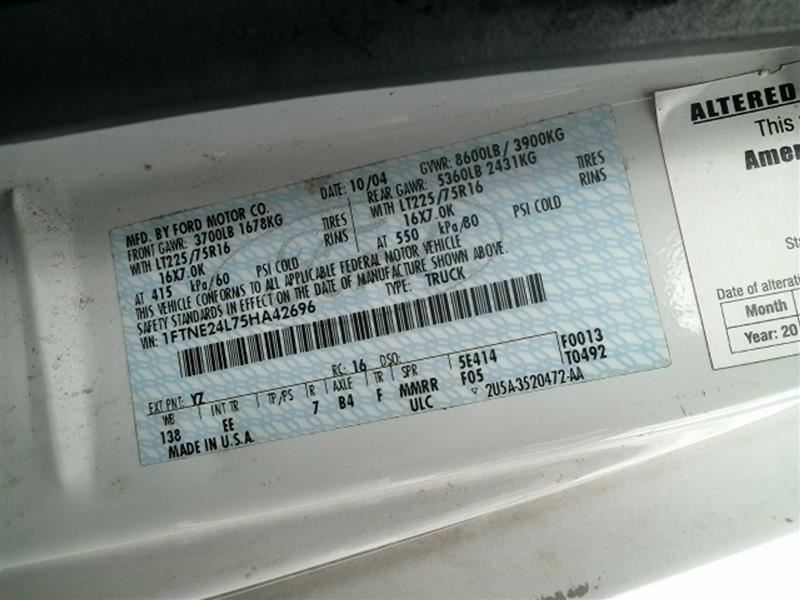 MFD. BY FORD MOTOR CO.
DATE: 10/04 GVWR: 8600LB / 3900KG
FRONT GAWR: 3700LB 1678KG REAR GAWR: 5360LB 2431KG
WITH LT225/75R16 TIRES WITH LT225/75R16 TIRES
16X7.0K RINS 16X7.0K RINS
AT 415 kPa/60 PSI COLD AT 550 kPa/80 PSI COLD
THIS VEHICLE CONFORMS TO ALL APPLICABLE FEDERAL MOTOR VEHICLE
SAFETY STANDARDS IN EFFECT ON THE DATE OF MANUFACTURE SHOWN ABOVE.
VIN: 1FTNE24L75HA42696 TYPE: TRUCK
F0013
T0492
EXT PNT: YZ RC: 16 DSO: 5E414
WB INT TR TP/PS R AXLE TR SPR F05
138 EE 7 B4 F MMRR
ULC
MADE IN U.S.A. 2U5A-3520472-AA
ALTERED
This
Amer
Date of alterati
Month
Year: 20